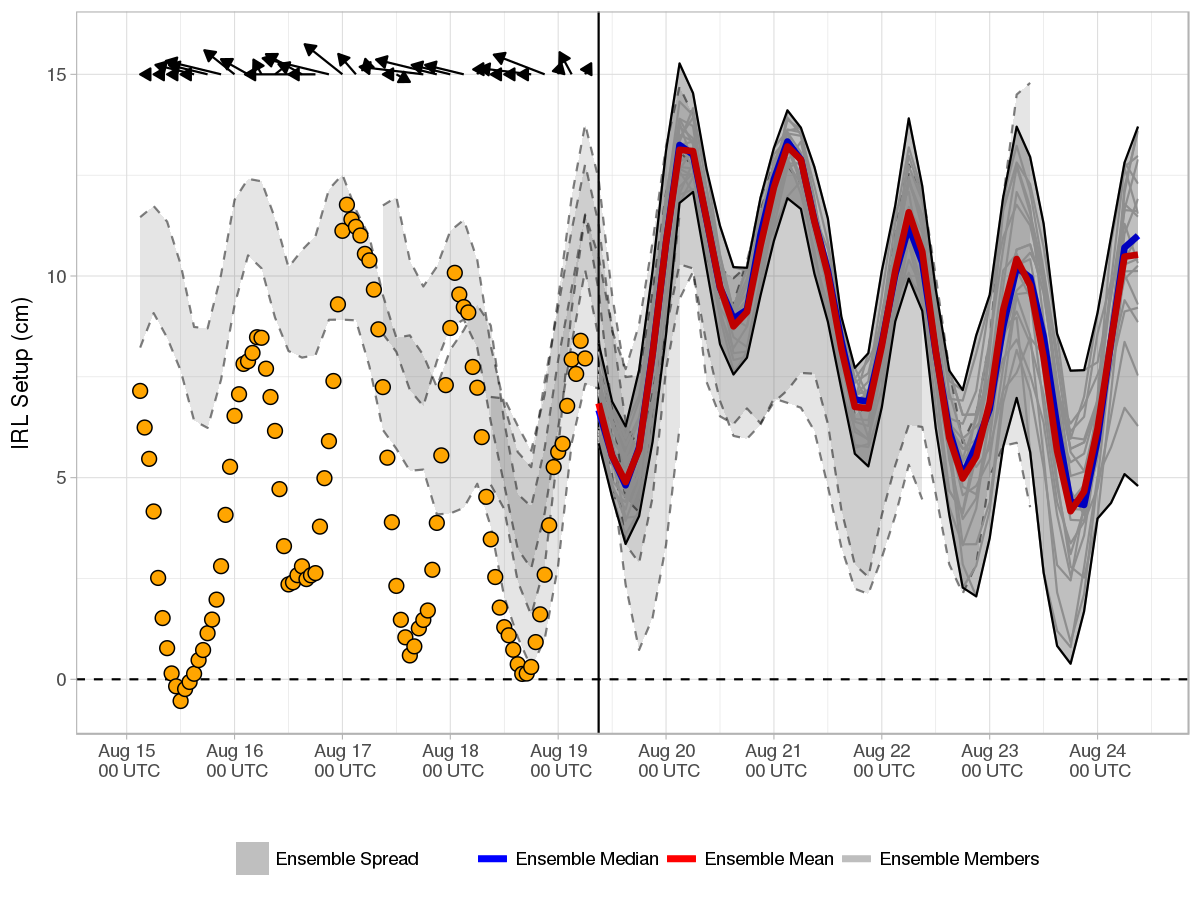 IRL Setup (cm)
15
10
5
0
Aug 15 Aug 16 Aug 17 Aug 18 Aug 19 Aug 20 Aug 21 Aug 22 Aug 23 Aug 24
00 UTC 00 UTC 00 UTC 00 UTC 00 UTC 00 UTC 00 UTC 00 UTC 00 UTC 00 UTC
Ensemble Spread Ensemble Median Ensemble Mean Ensemble Members